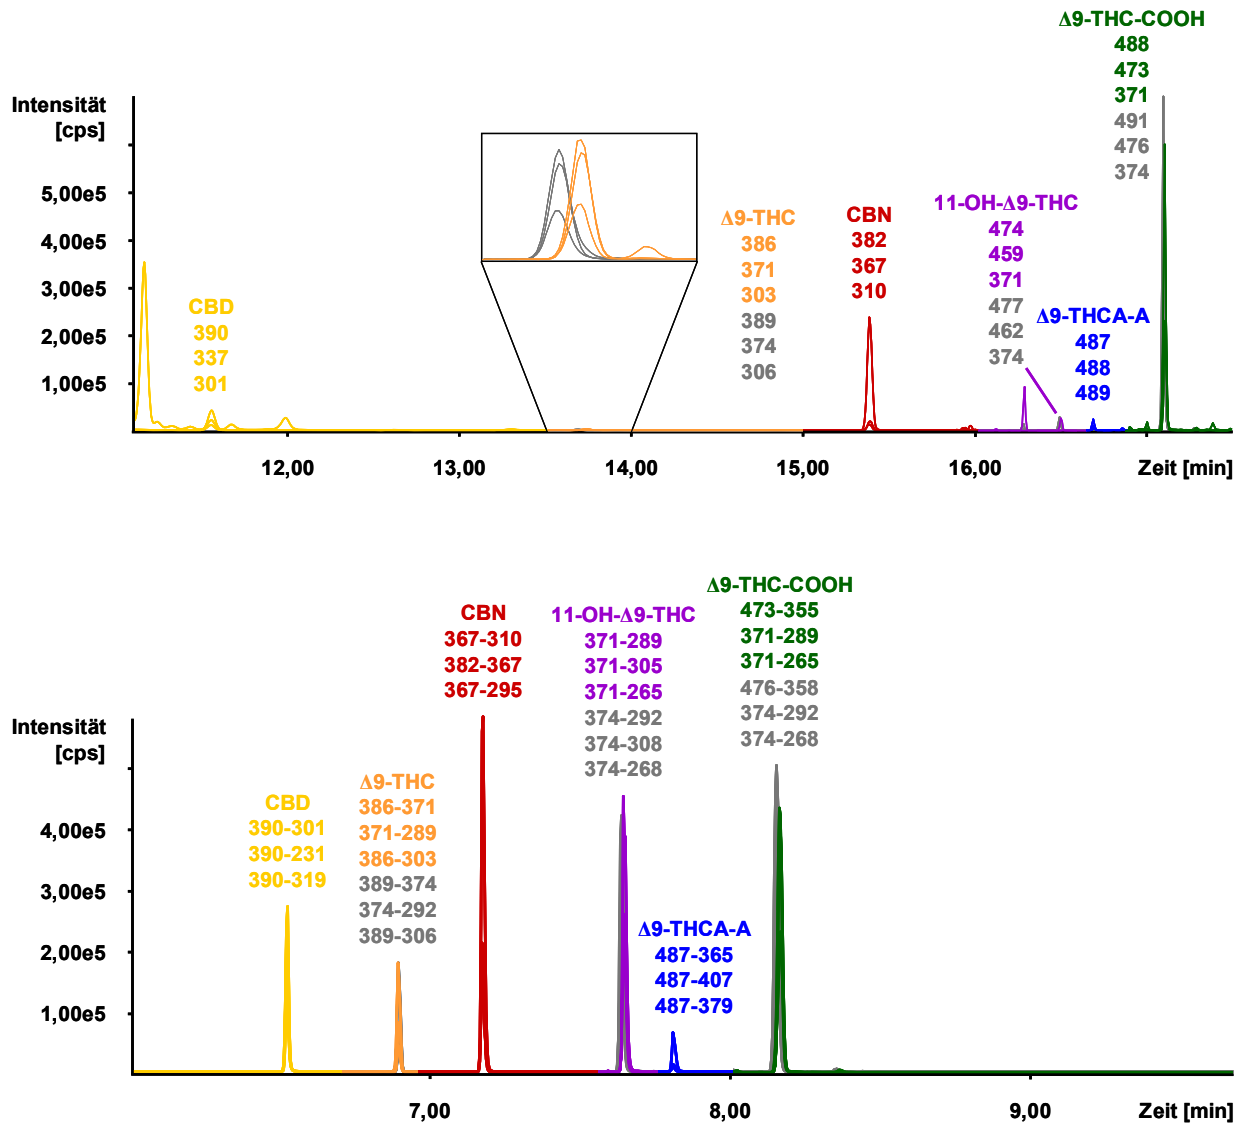 Δ9-THC-COOH
488
473
371
491
476
374
Intensität
[cps]
5,00e5
4,00e5
3,00e5
2,00e5
1,00e5
CBD
390
337
301
Δ9-THC
386
371
303
389
374
306
CBN
382
367
310
11-OH-Δ9-THC
474
459
371
477
462
374
Δ9-THCA-A
487
488
489
12,00
13,00
14,00
15,00
16,00
Zeit [min]
Δ9-THC-COOH
473-355
371-289
371-265
476-358
374-292
374-268
CBN
367-310
382-367
367-295
11-OH-Δ9-THC
371-289
371-305
371-265
374-292
374-308
374-268
Intensität
[cps]
4,00e5
3,00e5
2,00e5
1,00e5
CBD
390-301
390-231
390-319
Δ9-THC
386-371
371-289
386-303
389-374
374-292
389-306
Δ9-THCA-A
487-365
487-407
487-379
7,00
8,00
9,00
Zeit [min]